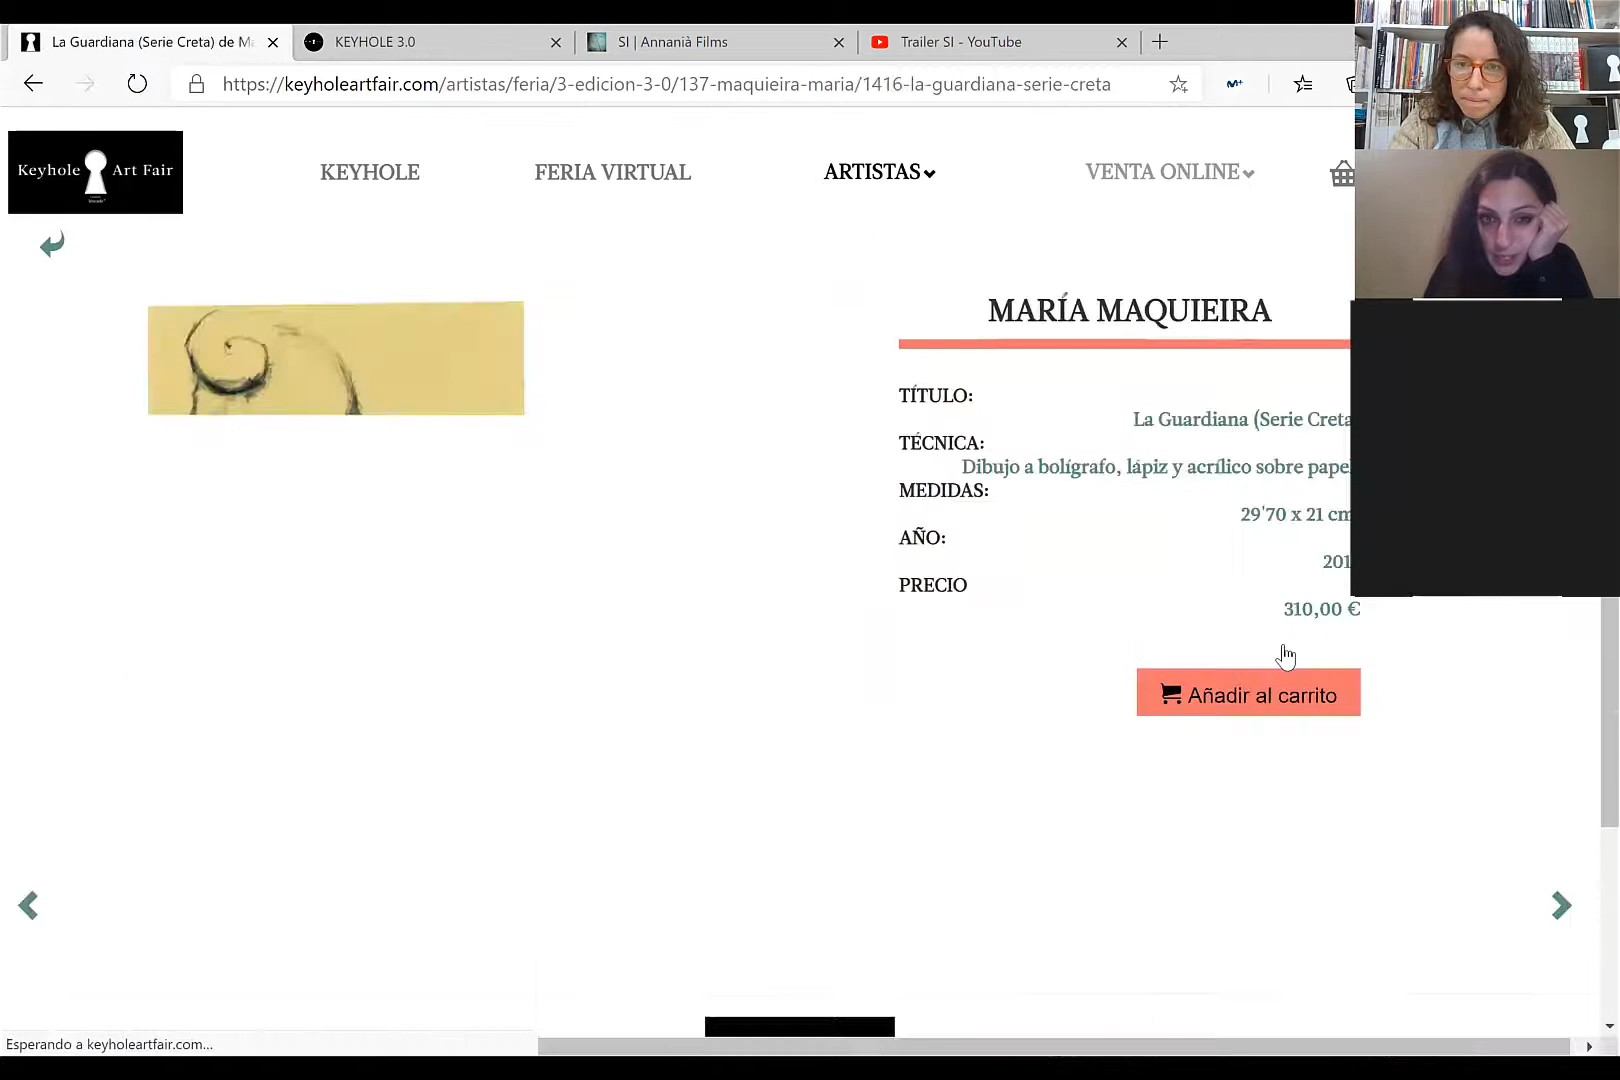 La Guardiana (Serie Creta) de Ma
KEYHOLE 3.0
SI | Annanià Films
Trailer SI - YouTube
https://keyholeartfair.com/artistas/feria/3-edicion-3-0/137-maquieira-maria/1416-la-guardiana-serie-creta
Keyhole Art Fair
KEYHOLE
FERIA VIRTUAL
ARTISTAS
VENTA ONLINE
MARÍA MAQUIEIRA
TÍTULO:
La Guardiana (Serie Creta
TÉCNICA:
Dibujo a bolígrafo, lápiz y acrílico sobre pape
MEDIDAS:
29'70 x 21 cm
AÑO:
201
PRECIO
310,00 €
Añadir al carrito
Esperando a keyholeartfair.com...